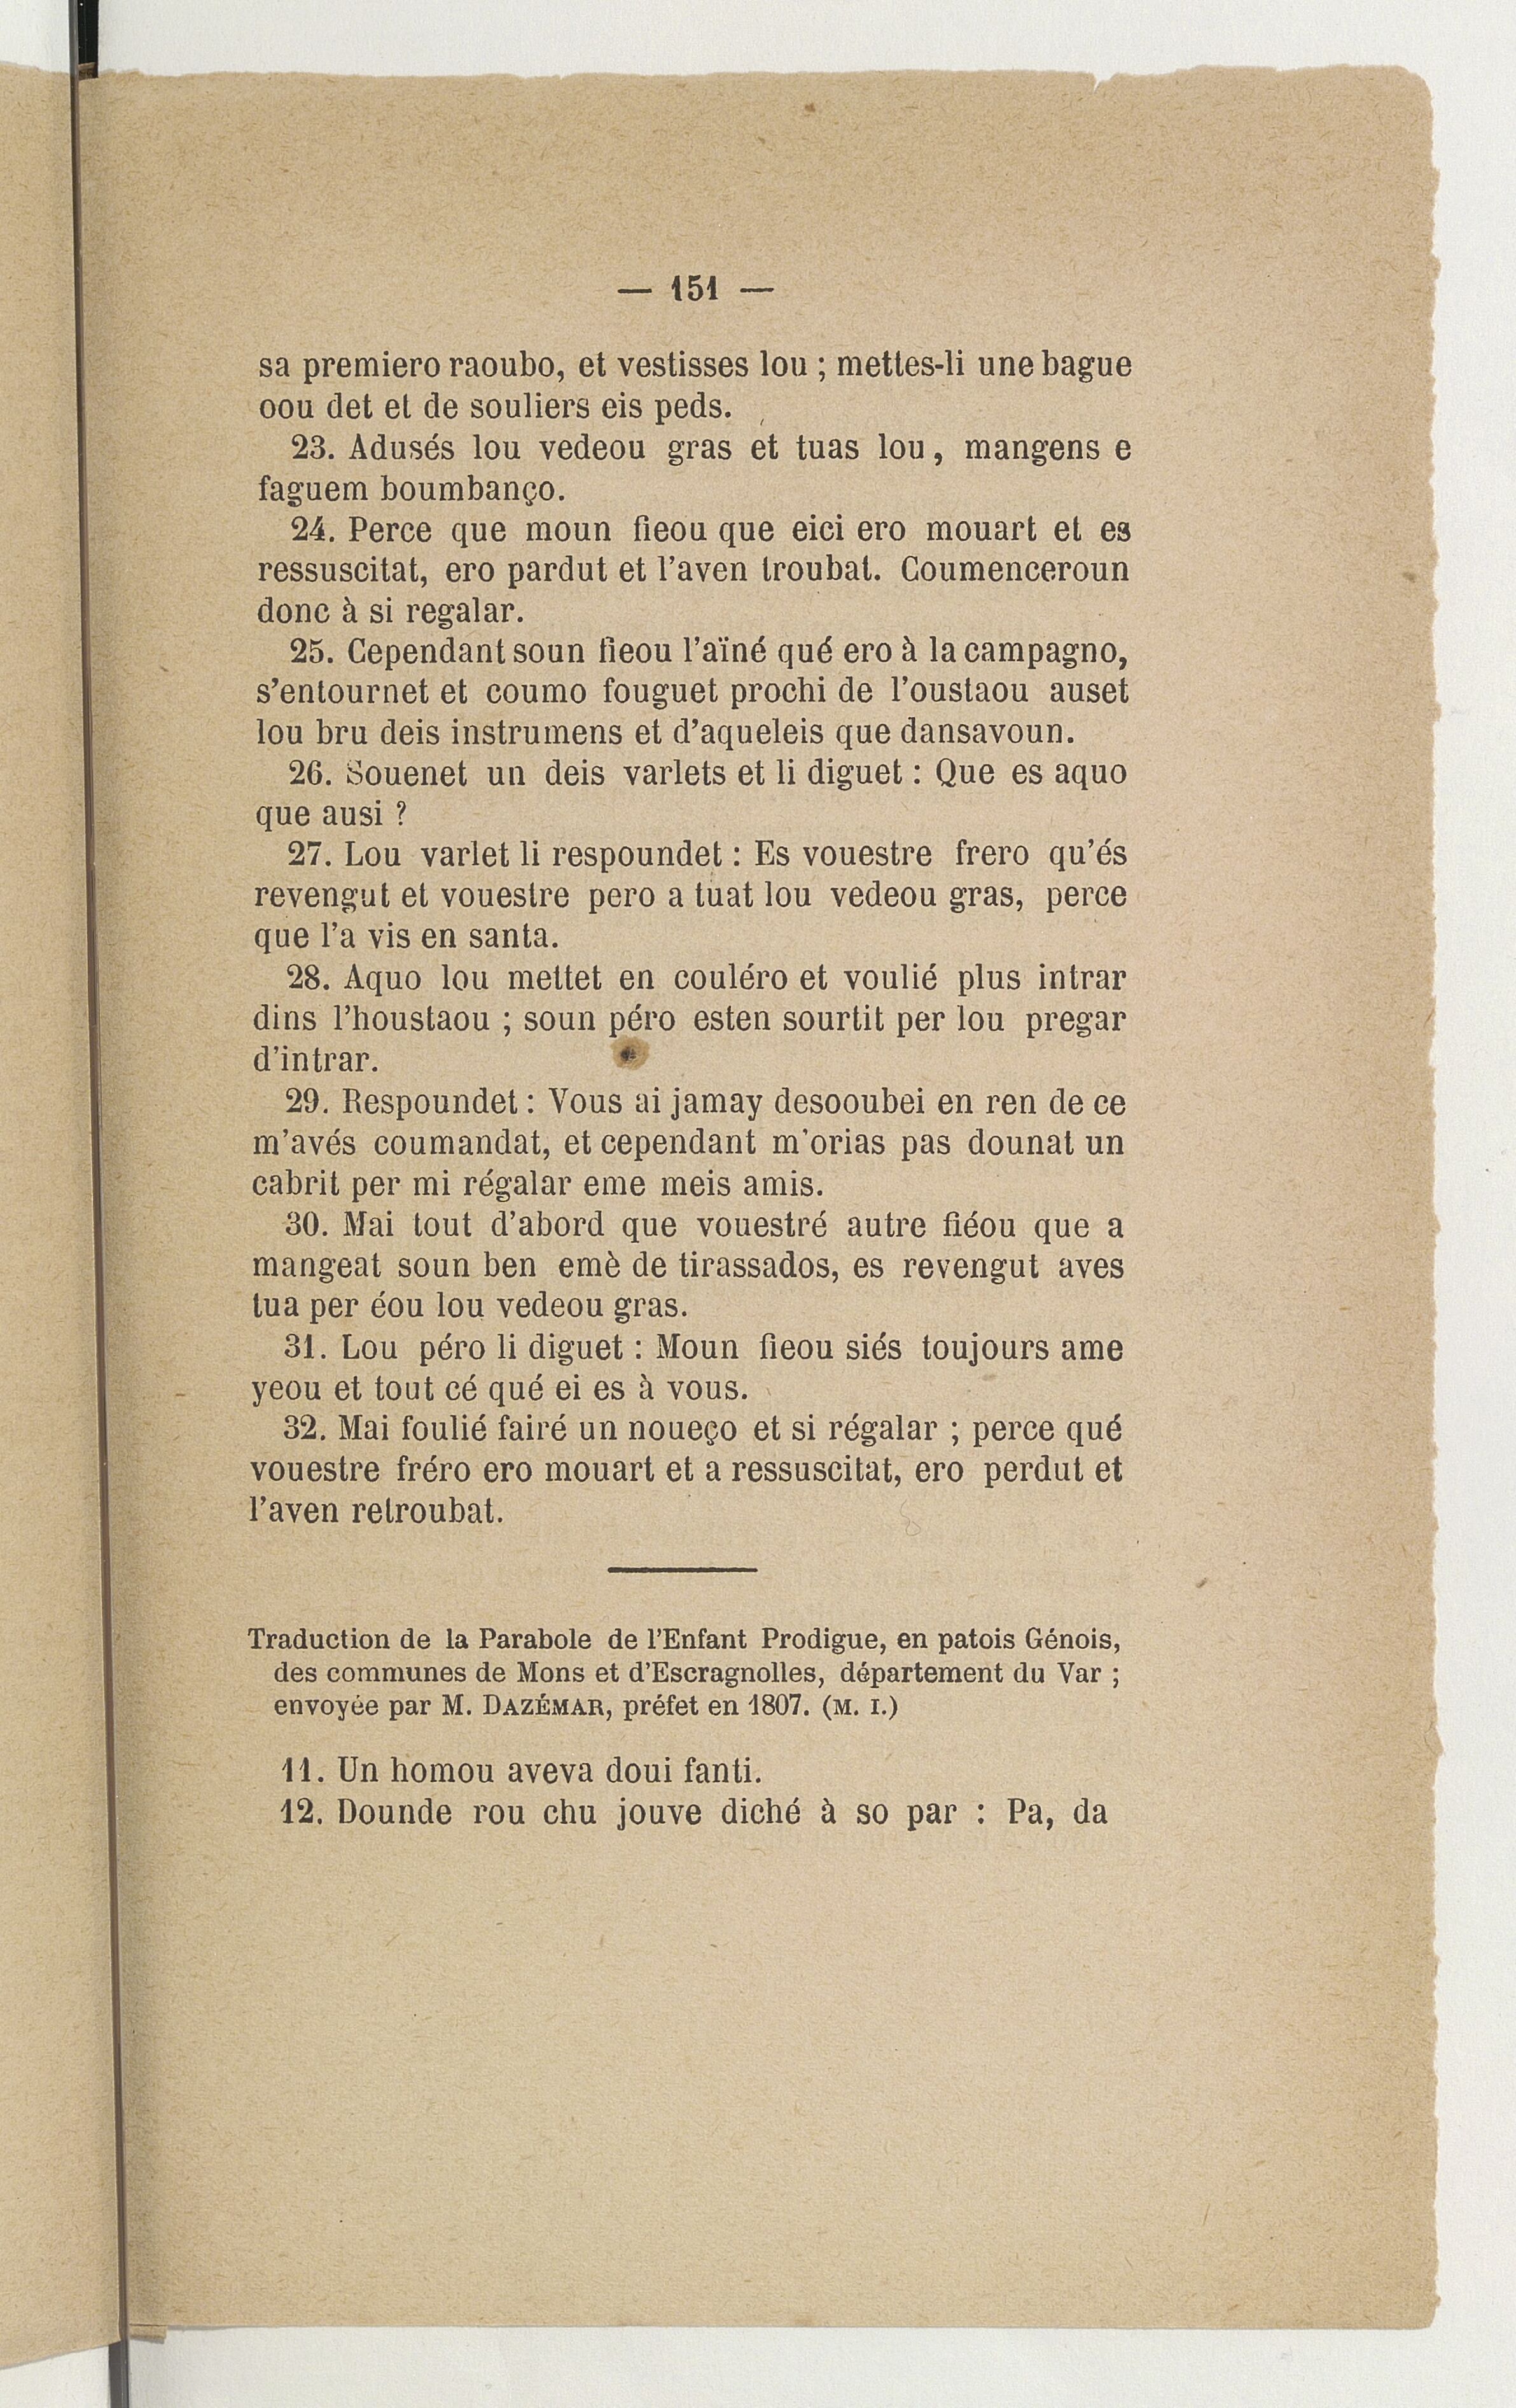 — 151 —
sa premiero raoubo, et vestisses lou ; mettes-li une bague
oou det et de souliers eis peds.
23. Adusés lou vedeou gras et tuas lou, mangens e
faguem boumbanço.
24. Perce que moun fieou que eici ero mouart et es
ressuscitat, ero pardut et l'aven troubat. Coumenceroun
donc à si regalar.
25. Cependant soun fieou l'aïné qué ero à la campagno,
s'entournet et coumo fouguet prochi de l'oustaou auset
lou bru deis instrumens et d'aqueleis que dansavoun.
26. Souenet un deis varlets et li diguet : Que es aquo
que ausi ?
27. Lou varlet li respoundet : Es vouestre frero qu'és
revengut et vouestre pero a tuat lou vedeou gras, perce
que l'a vis en santa.
28. Aquo lou mettet en couléro et voulié plus intrar
dins l'houstaou ; soun péro esten sourtit per lou pregar
d'intrar.
29. Respoundet : Vous ai jamay desooubei en ren de ce
m'avés coumandat, et cependant m'orias pas dounat un
cabrit per mi régalar eme meis amis.
30. Mai tout d'abord que vouestré autre fiéou que a
mangeat soun ben emè de tirassados, es revengut aves
tua per éou lou vedeou gras.
31. Lou péro li diguet : Moun fieou siés toujours ame
yeou et tout cé qué ei es à vous.
32. Mai foulié fairé un noueço et si régalar ; perce qué
vouestre fréro ero mouart et a ressuscitat, ero perdut et
l'aven retroubat.
Traduction de la Parabole de l'Enfant Prodigue, en patois Génois,
des communes de Mons et d'Escragnolles, département du Var ;
envoyée par M. DAZÉMAR, préfet en 1807. (M. I.)
11. Un homou aveva doui fanti.
12. Dounde rou chu jouve diché à so par : Pa, da